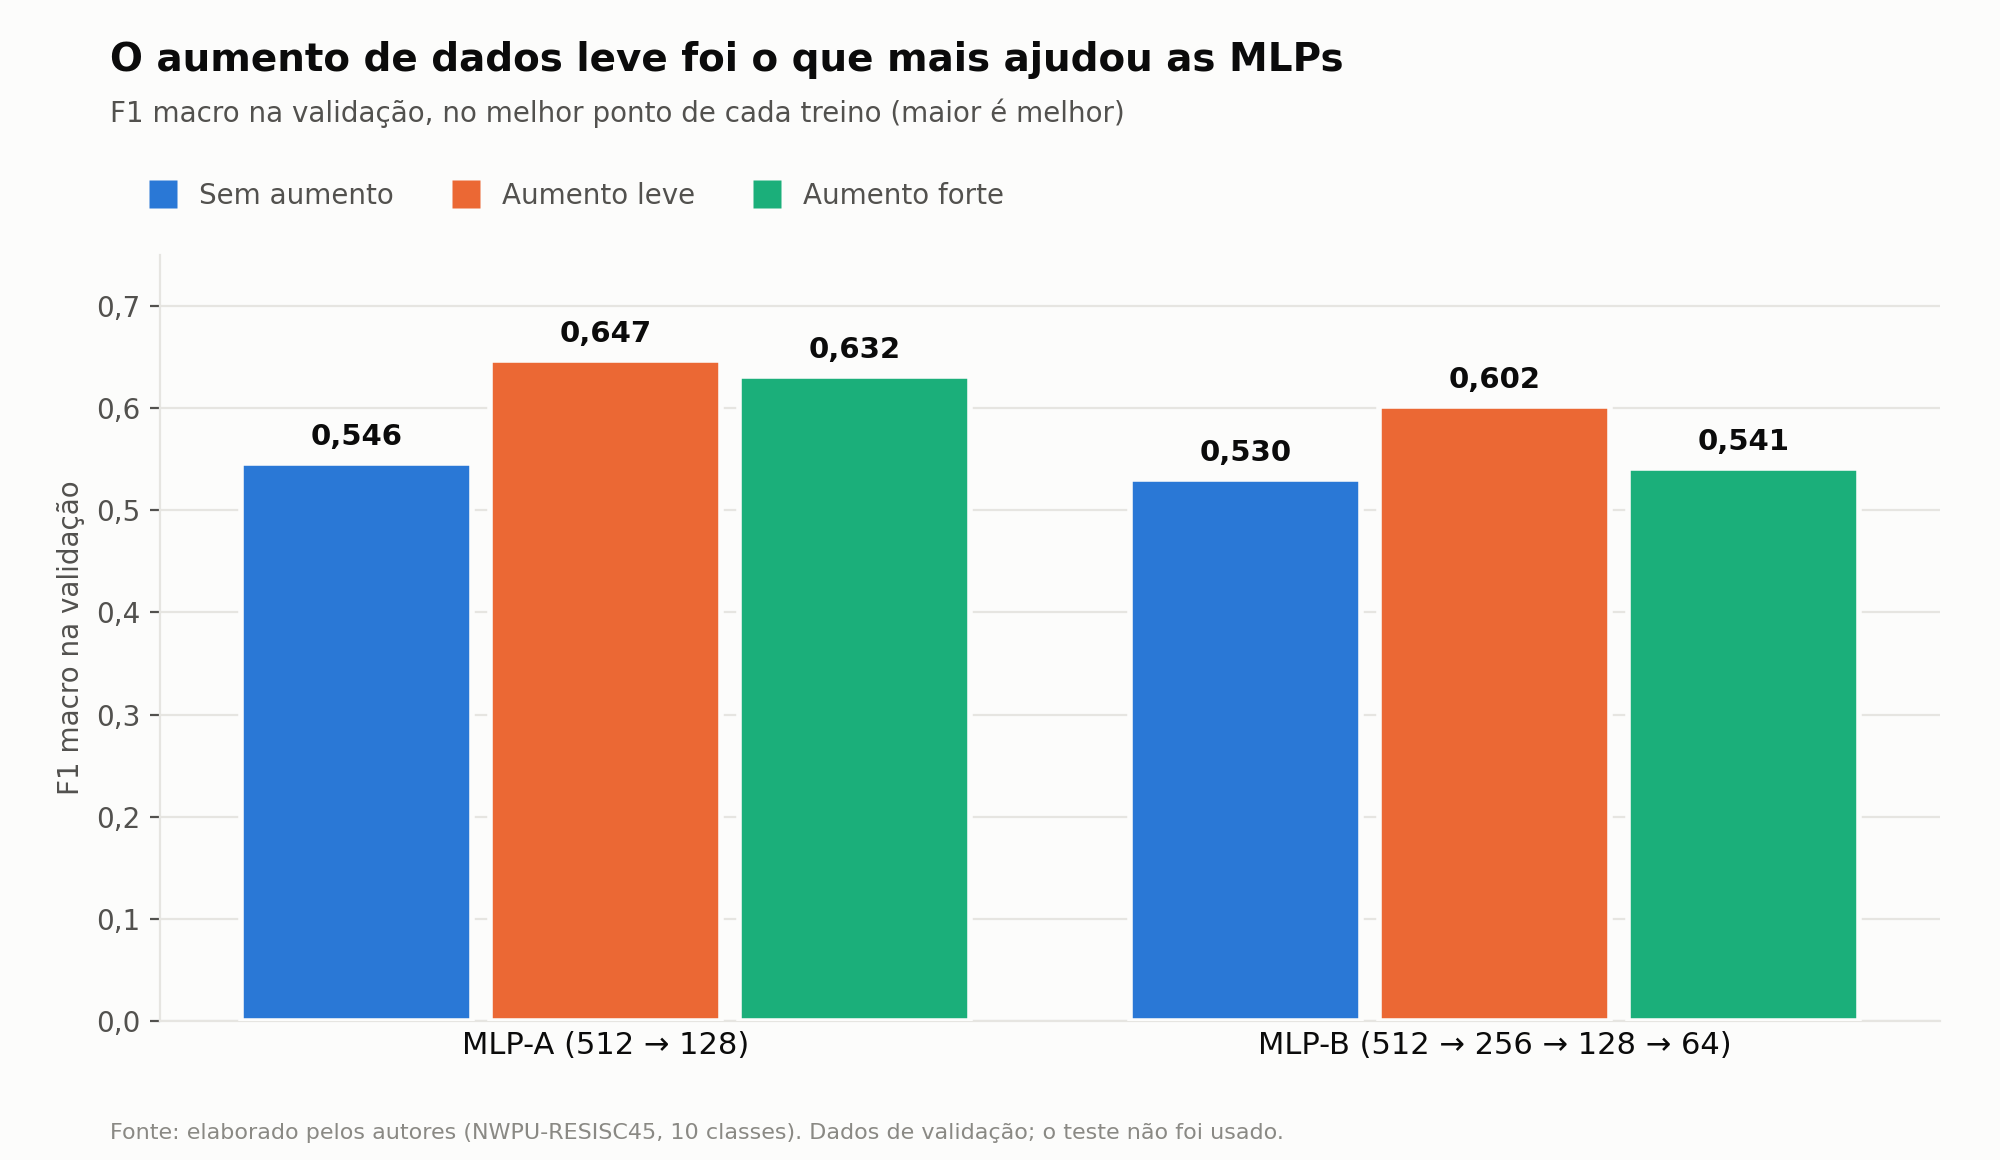 O aumento de dados leve foi o que mais ajudou as MLPs
F1 macro na validação, no melhor ponto de cada treino (maior é melhor)
Sem aumento
Aumento leve
Aumento forte
F1 macro na validação
0,7
0,6
0,5
0,4
0,3
0,2
0,1
0,0
0,546
0,647
0,632
0,530
0,602
0,541
MLP-A (512 → 128)
MLP-B (512 → 256 → 128 → 64)
Fonte: elaborado pelos autores (NWPU-RESISC45, 10 classes). Dados de validação; o teste não foi usado.